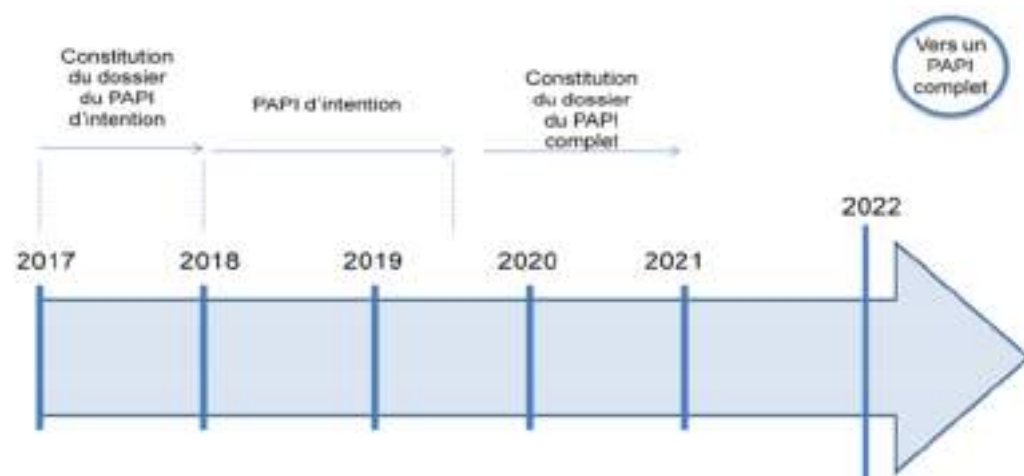 Constitution
du dossier
du PAPI
d'intention
PAPI d'intention
Constitution
du dossier
du PAPI
complet
Vers un
PAPI
complet
2017
2018
2019
2020
2021
2022